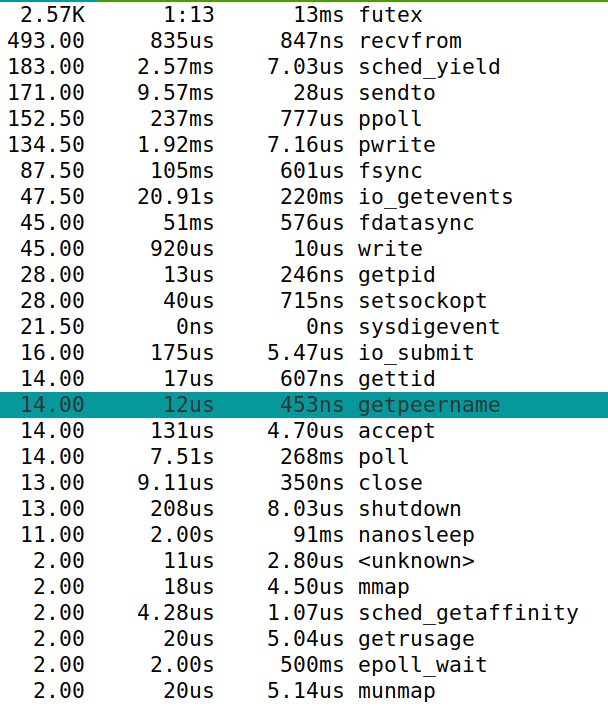 2.57K 1:13 13ms futex
493.00 835us 847ns recvfrom
183.00 2.57ms 7.03us sched_yield
171.00 9.57ms 28us sendto
152.50 237ms 777us ppoll
134.50 1.92ms 7.16us pwrite
87.50 105ms 601us fsync
47.50 20.91s 220ms io_getevents
45.00 51ms 576us fdatasync
45.00 920us 10us write
28.00 13us 246ns getpid
28.00 40us 715ns setsockopt
21.50 0ns 0ns sysdigevent
16.00 175us 5.47us io_submit
14.00 17us 607ns gettid
14.00 12us 453ns getpeername
14.00 131us 4.70us accept
14.00 7.51s 268ms poll
13.00 9.11us 350ns close
13.00 208us 8.03us shutdown
11.00 2.00s 91ms nanosleep
2.00 11us 2.80us <unknown>
2.00 18us 4.50us mmap
2.00 4.28us 1.07us sched_getaffinity
2.00 20us 5.04us getrusage
2.00 2.00s 500ms epoll_wait
2.00 20us 5.14us munmap